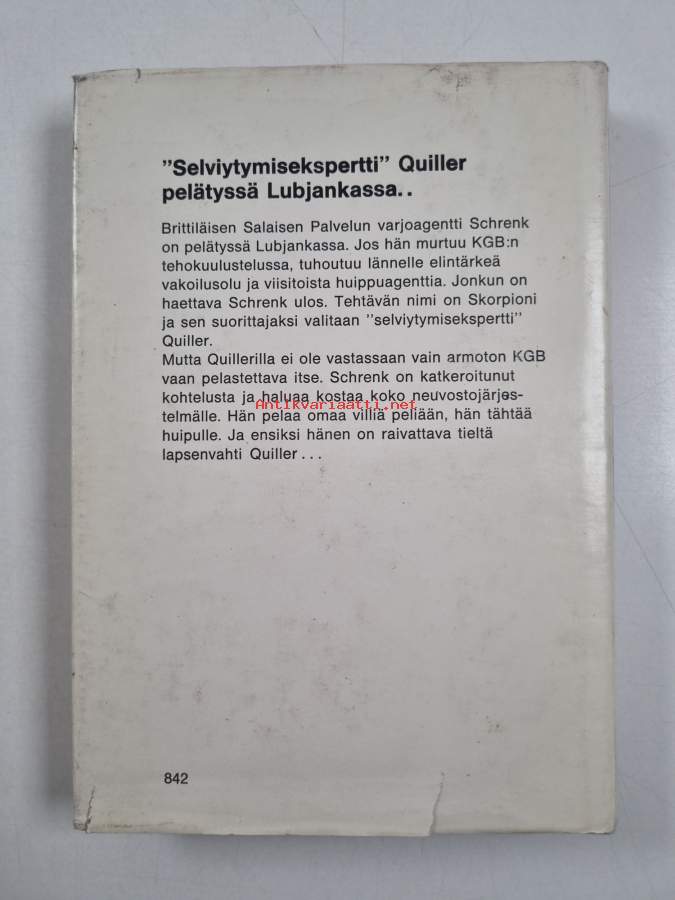 "Selviytymisekspertti" Quiller
pelätyssä Lubjankassa..
Brittiläisen Salaisen Palvelun varjoagentti Schrenk
on pelätyssä Lubjankassa. Jos hän murtuu KGB:n
tehokuulustelussa, tuhoutuu lännelle elintärkeä
vakoilusolu ja viisitoista huippuagenttia. Jonkun on
haettava Schrenk ulos. Tehtävän nimi on Skorpioni
ja sen suorittajaksi valitaan "selviytymisekspertti"
Quiller.
Mutta Quillerilla ei ole vastassaan vain armoton KGB
vaan pelastettava itse. Schrenk on katkeroitunut
kohtelusta ja haluaa kostaa koko neuvostojärjes-
Antikvariaatti.net
telmälle. Hän pelaa omaa villiä peliään, hän tähtää
huipulle. Ja ensiksi hänen on raivattava tieltä
lapsenvahti Quiller...
842